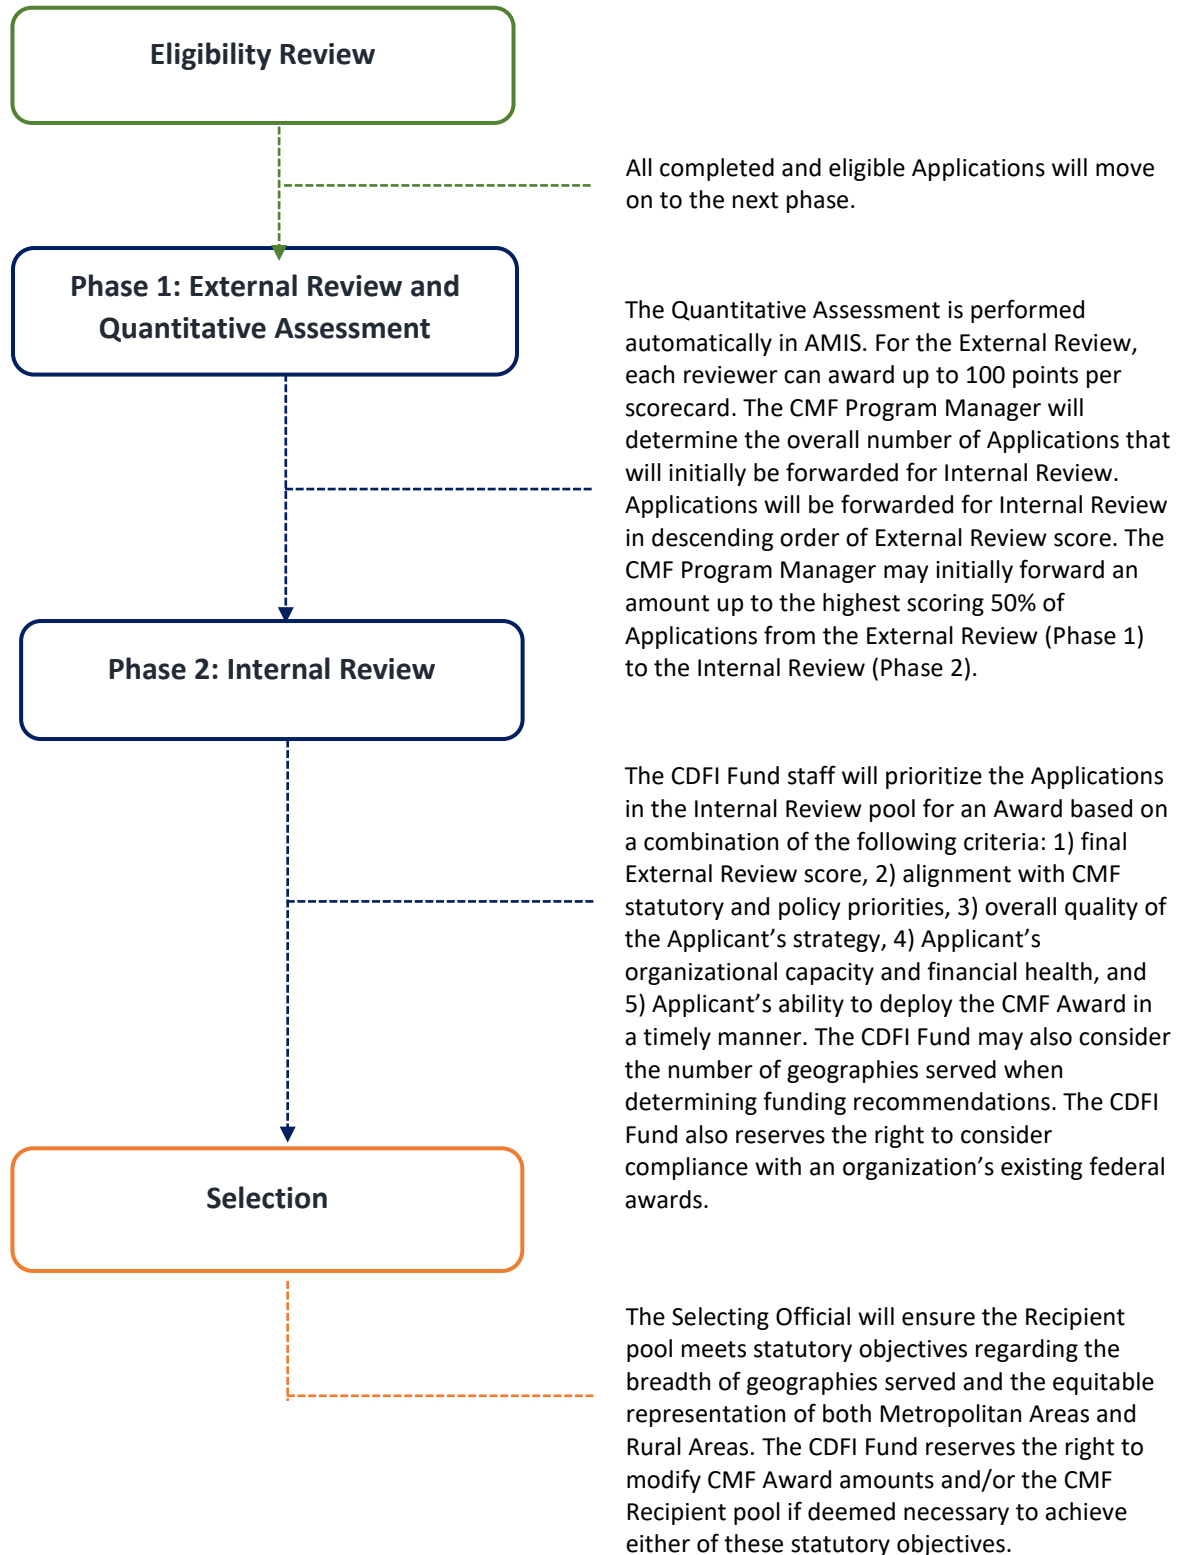 Eligibility Review
All completed and eligible Applications will move
on to the next phase.
Phase 1: External Review and
Quantitative Assessment
The Quantitative Assessment is performed
automatically in AMIS. For the External Review,
each reviewer can award up to 100 points per
scorecard. The CMF Program Manager will
determine the overall number of Applications that
will initially be forwarded for Internal Review.
Applications will be forwarded for Internal Review
in descending order of External Review score. The
CMF Program Manager may initially forward an
amount up to the highest scoring 50% of
Applications from the External Review (Phase 1)
to the Internal Review (Phase 2).
Phase 2: Internal Review
The CDFI Fund staff will prioritize the Applications
in the Internal Review pool for an Award based on
a combination of the following criteria: 1) final
External Review score, 2) alignment with CMF
statutory and policy priorities, 3) overall quality of
the Applicant’s strategy, 4) Applicant’s
organizational capacity and financial health, and
5) Applicant’s ability to deploy the CMF Award in
a timely manner. The CDFI Fund may also consider
the number of geographies served when
determining funding recommendations. The CDFI
Fund also reserves the right to consider
compliance with an organization’s existing federal
awards.
Selection
The Selecting Official will ensure the Recipient
pool meets statutory objectives regarding the
breadth of geographies served and the equitable
representation of both Metropolitan Areas and
Rural Areas. The CDFI Fund reserves the right to
modify CMF Award amounts and/or the CMF
Recipient pool if deemed necessary to achieve
either of these statutory objectives.